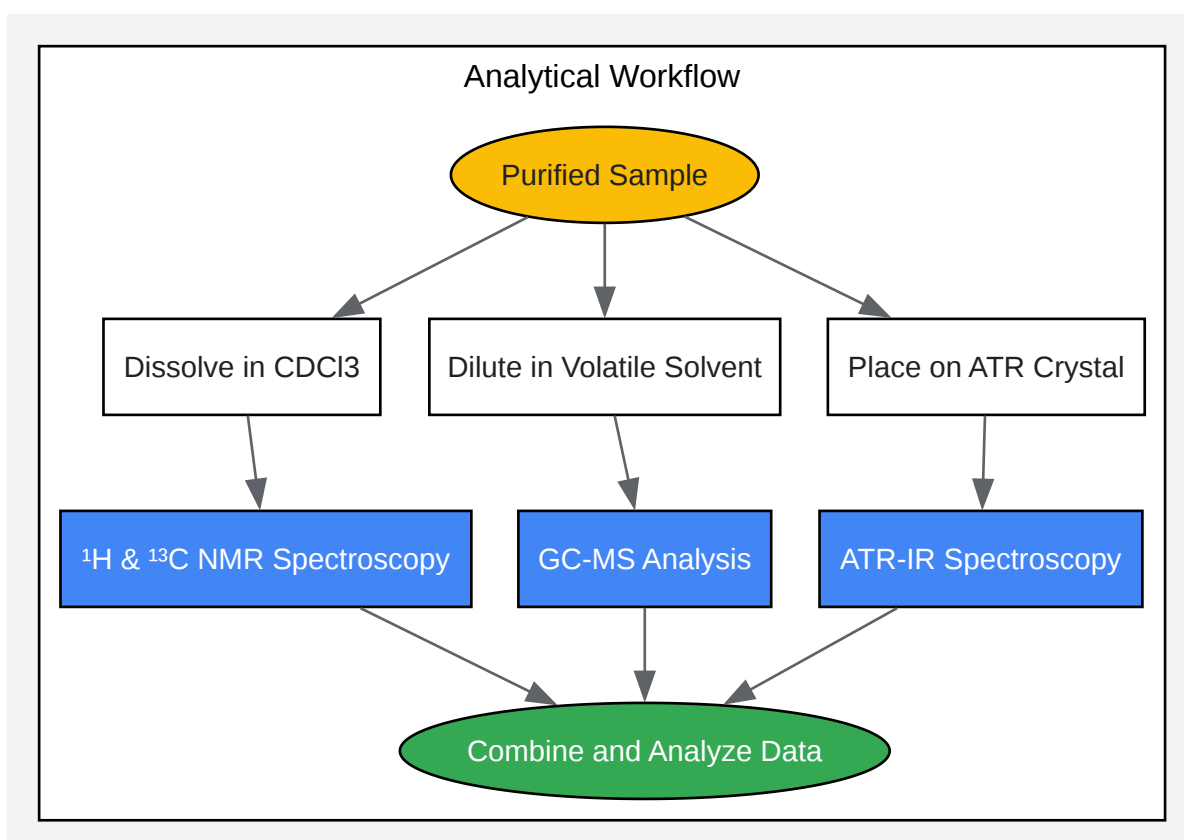 Analytical Workflow
Purified Sample
Dissolve in CDCl3
Dilute in Volatile Solvent
Place on ATR Crystal
¹H & ¹³C NMR Spectroscopy
GC-MS Analysis
ATR-IR Spectroscopy
Combine and Analyze Data